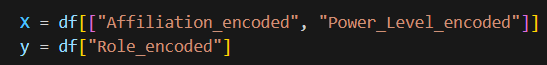 X = df[["Affiliation_encoded", "Power_Level_encoded"]]
y = df["Role_encoded"]